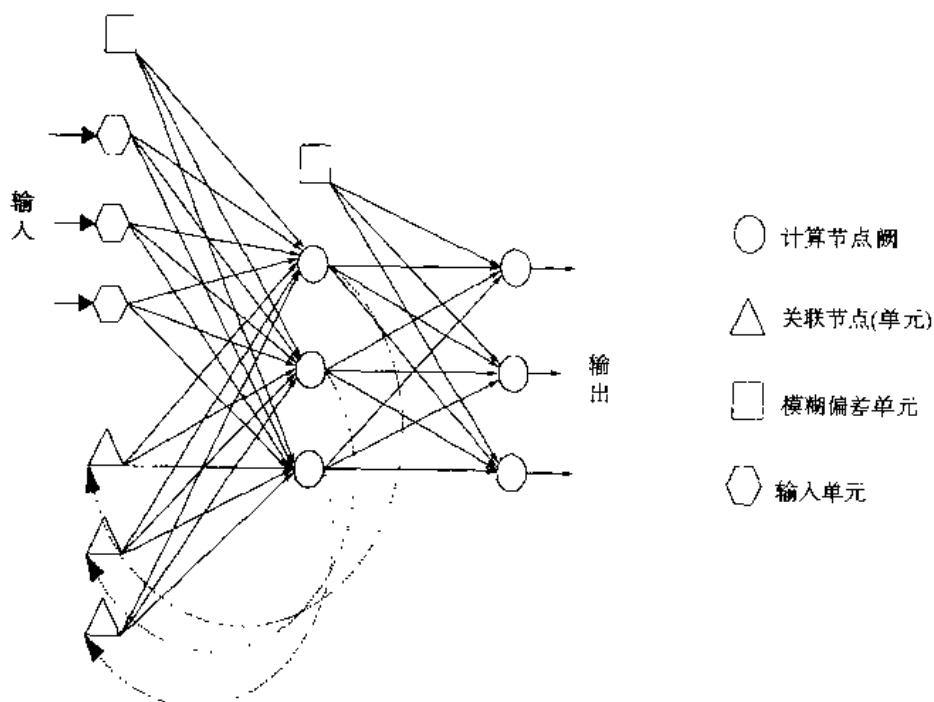 输入
计算节点阙
关联节点(单元)
输出
模糊偏差单元
输入单元